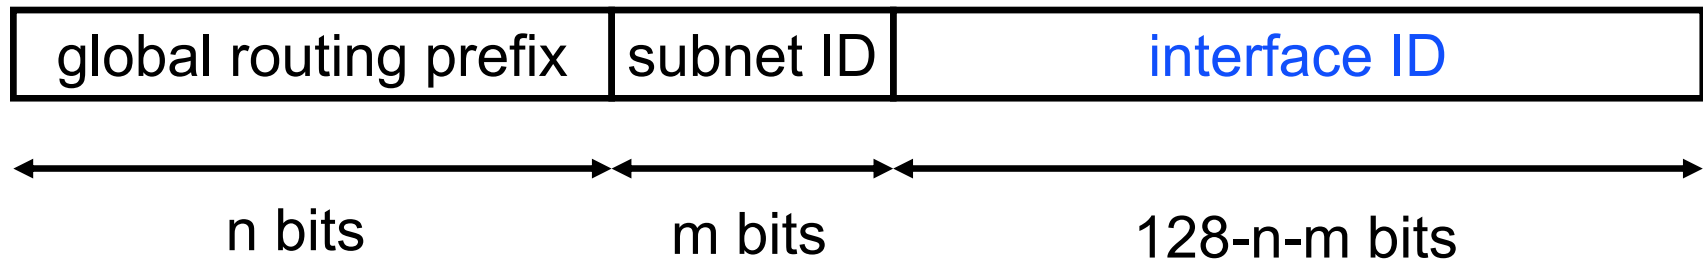 global routing prefix subnet ID interface ID
n bits m bits 128-n-m bits